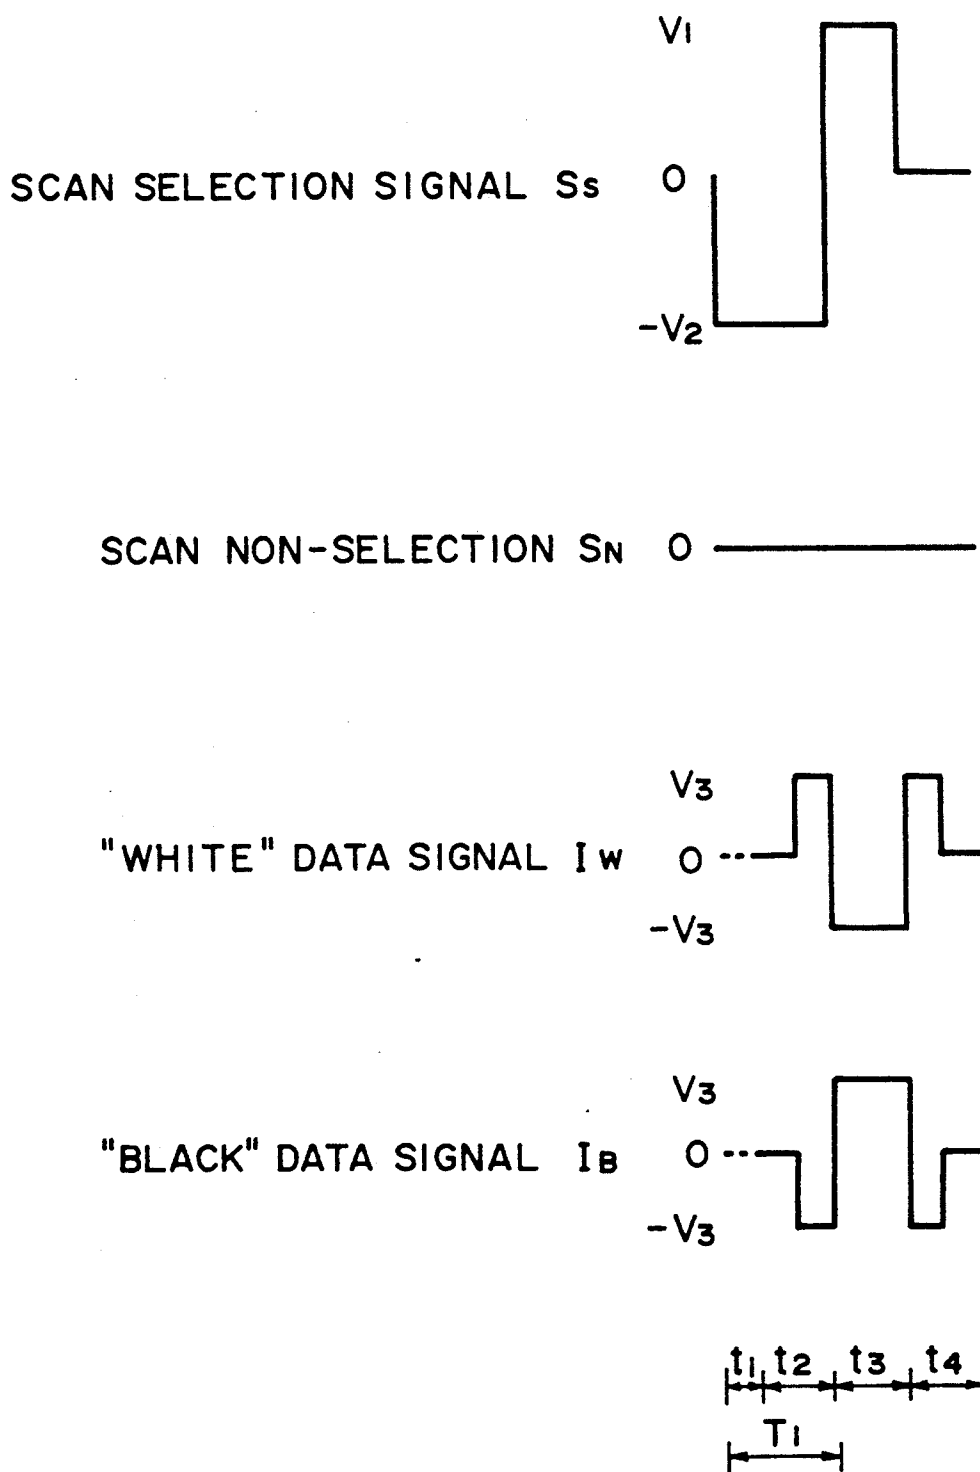 V1
SCAN SELECTION SIGNAL Ss 0
-V2
SCAN NON-SELECTION SN 0
V3
"WHITE" DATA SIGNAL IW 0
-V3
V3
"BLACK" DATA SIGNAL IB 0
-V3
t1 t2 t3 t4
T1